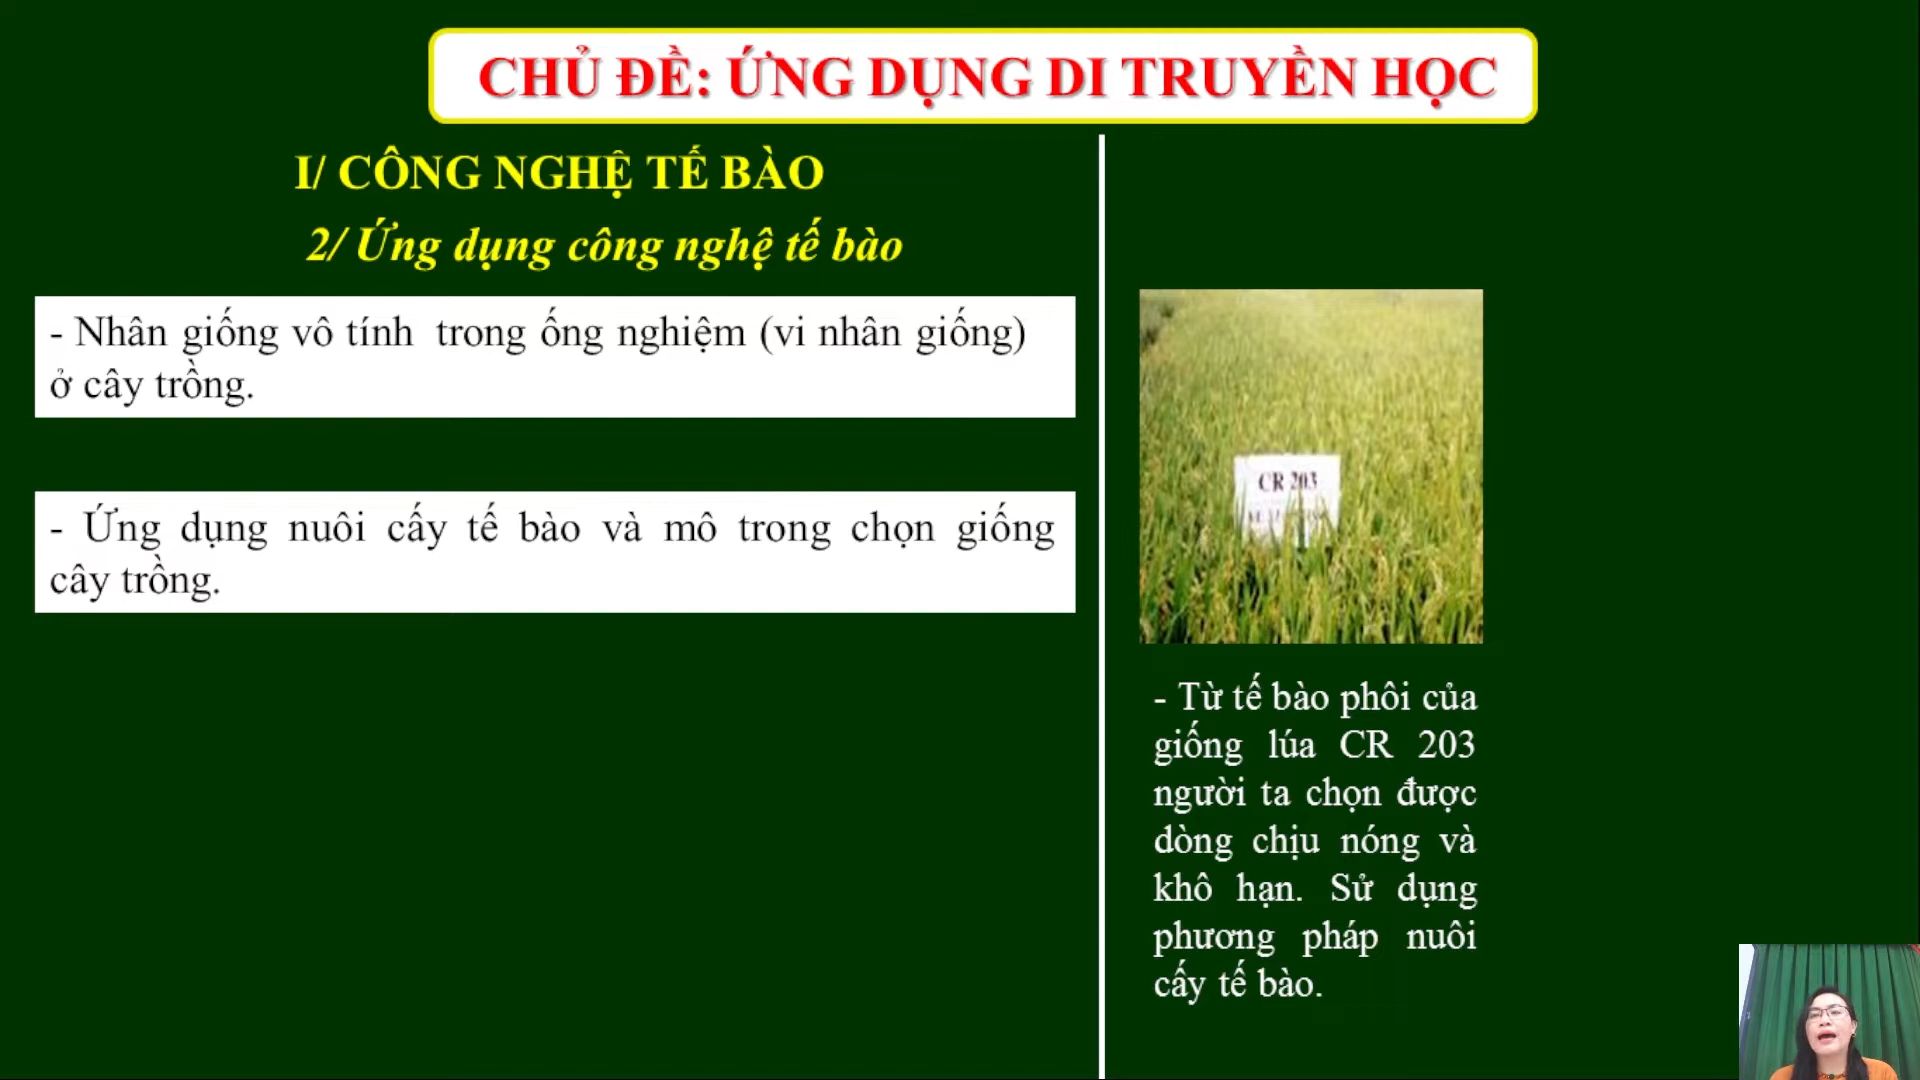 CHỦ ĐỀ: ỨNG DỤNG DI TRUYỀN HỌC
I/ CÔNG NGHỆ TẾ BÀO
2/ Ứng dụng công nghệ tế bào
- Nhân giống vô tính trong ống nghiệm (vi nhân giống)
ở cây trồng.
- Ứng dụng nuôi cấy tế bào và mô trong chọn giống
cây trồng.
CR 203
- Từ tế bào phôi của
giống lúa CR 203
người ta chọn được
dòng chịu nóng và
khô hạn. Sử dụng
phương pháp nuôi
cấy tế bào.